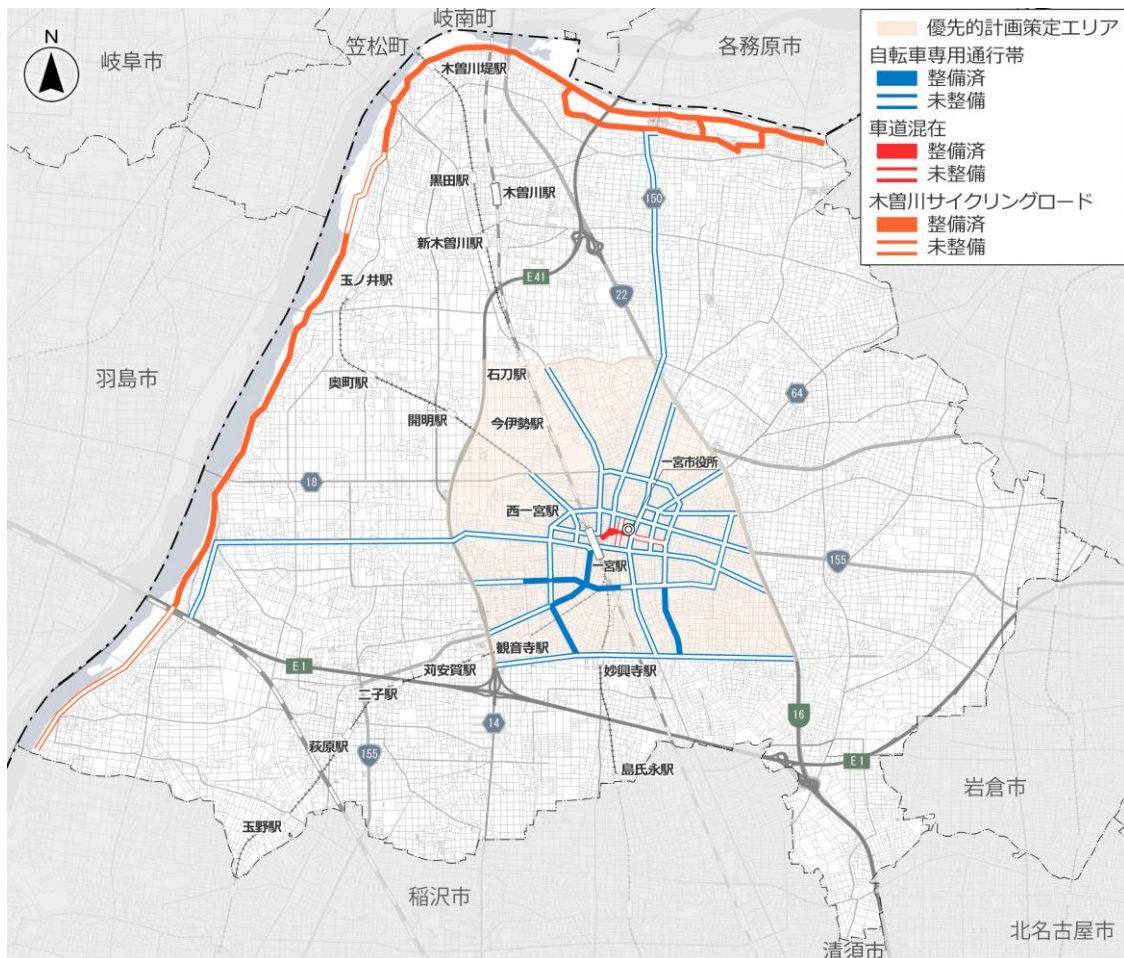 岐南町
笠松町
各務原市
岐阜市
N
優先的計画策定エリア
自転車専用通行帯
整備済
未整備
車道混在
整備済
未整備
木曽川サイクリングロード
整備済
未整備
木曽川堤駅
黒田駅
木曽川駅
150
新木曽川駅
玉ノ井駅
E41
22
羽島市
石刀駅
奥町駅
64
開明駅
今伊勢駅
一宮市役所
18
西一宮駅
一宮駅
155
観音寺駅
苅安賀駅
妙興寺駅
E1
二子駅
14
16
萩原駅
155
島氏永駅
E1
岩倉市
玉野駅
稲沢市
北名古屋市
清須市